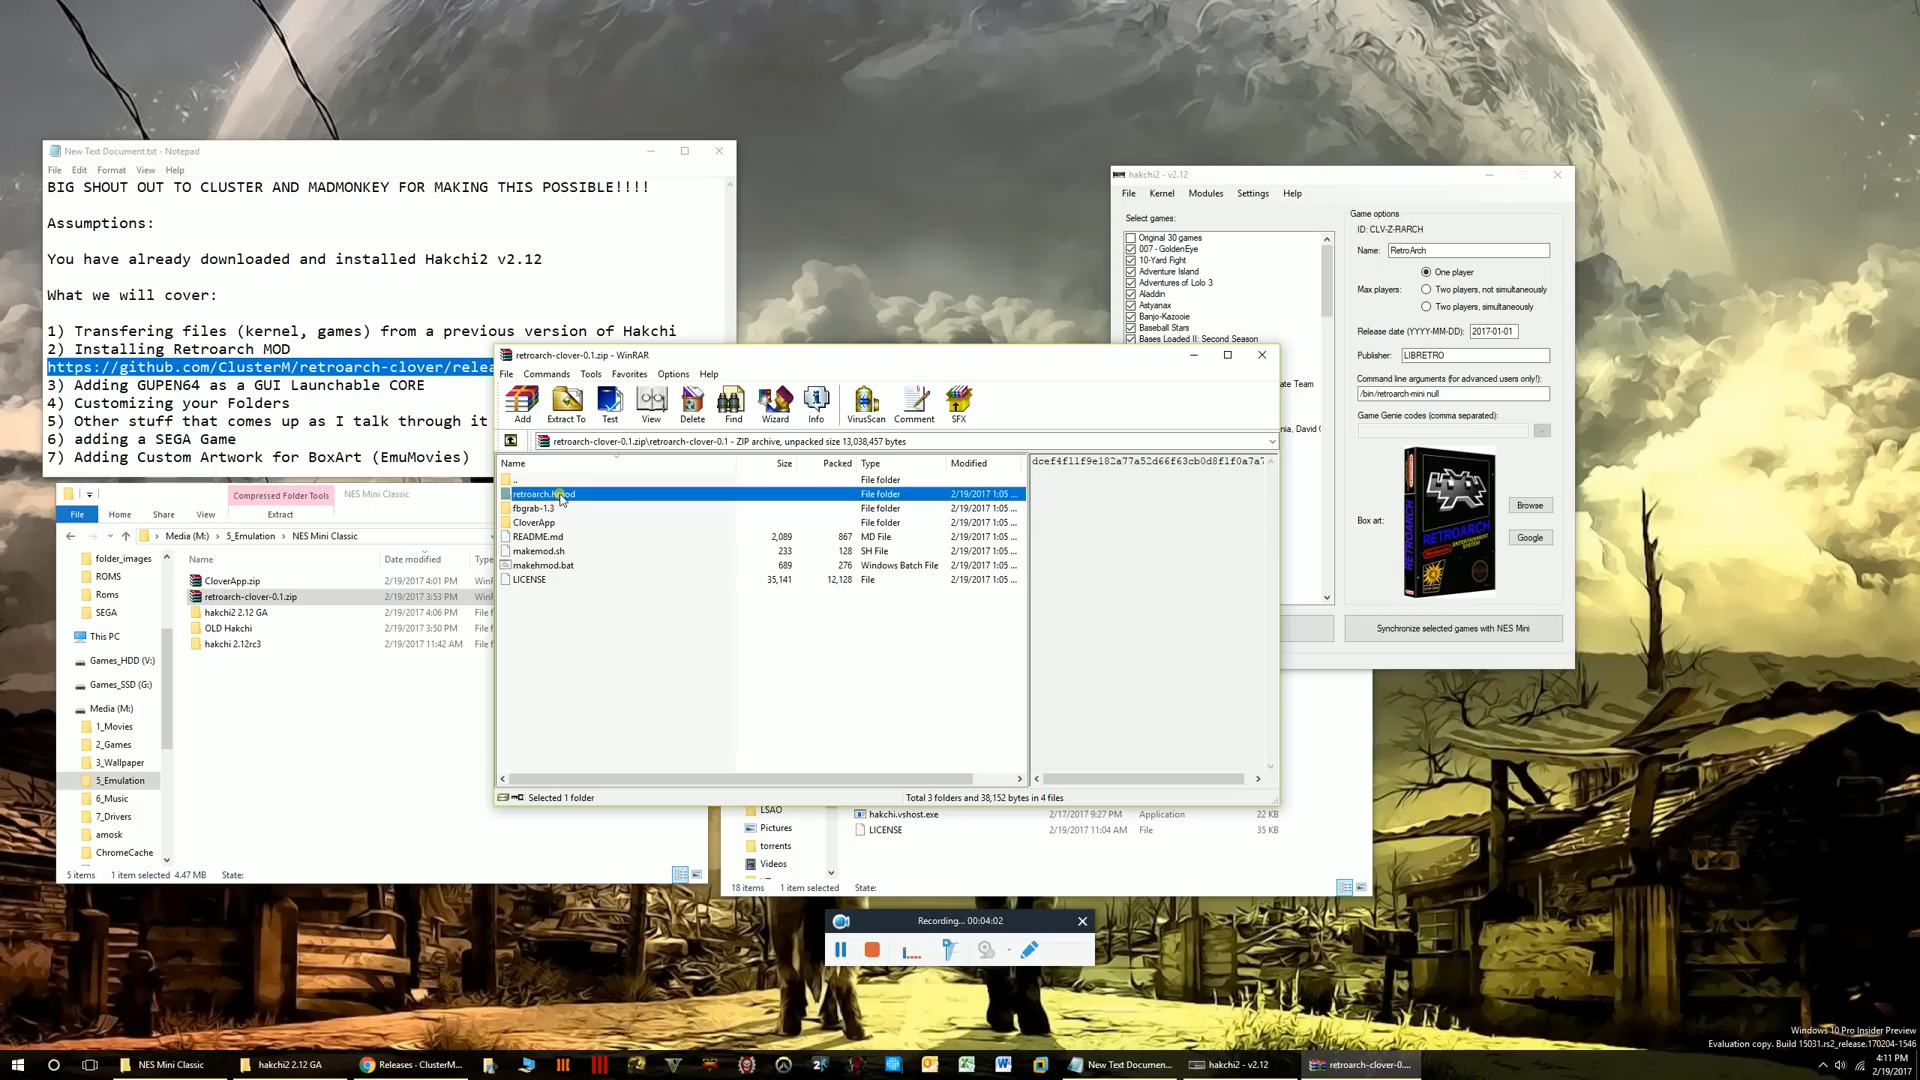 New Text Document.txt - Notepad
File Edit Format View Help
BIG SHOUT OUT TO CLUSTER AND MADMONKEY FOR MAKING THIS POSSIBLE!!!!
Assumptions:
You have already downloaded and installed Hakchi2 v2.12
What we will cover:
1) Transfering files (kernel, games) from a previous version of Hakchi
2) Installing Retroarch MOD
https://github.com/ClusterM/retroarch-clover/relea
3) Adding GUPEN64 as a GUI Launchable CORE
4) Customizing your Folders
5) Other stuff that comes up as I talk through it
6) adding a SEGA Game
7) Adding Custom Artwork for BoxArt (EmuMovies)
hakchi2 - v2.12
File Kernel Modules Settings Help
Select games:
Original 30 games
007 - GoldenEye
10-Yard Fight
Adventure Island
Adventures of Lolo 3
Aladdin
Astyanax
Banjo-Kazooie
Baseball Stars
Bases Loaded II: Second Season
ate Team
nia, David C
Game options
ID: CLV-Z-RARCH
Name: RetroArch
Max players:
One player
Two players, not simultaneously
Two players, simultaneously
Release date (YYYY-MM-DD): 2017-01-01
Publisher: LIBRETRO
Command line arguments (for advanced users only!):
/bin/retroarch-mini null
Game Genie codes (comma separated):
Box art:
RETROARCH
RETROARCH
Nintendo ENTERTAINMENT SYSTEM
Browse
Google
Synchronize selected games with NES Mini
retroarch-clover-0.1.zip - WinRAR
File Commands Tools Favorites Options Help
Add Extract To Test View Delete Find Wizard Info VirusScan Comment SFX
retroarch-clover-0.1.zip\retroarch-clover-0.1 - ZIP archive, unpacked size 13,038,457 bytes
Name Size Packed Type Modified
.. File folder
File folder 2/19/2017 1:05 ...
fbgrab-1.3 File folder 2/19/2017 1:05 ...
CloverApp File folder 2/19/2017 1:05 ...
README.md 2,089 867 MD File 2/19/2017 1:05 ...
makemod.sh 233 128 SH File 2/19/2017 1:05 ...
makehmod.bat 689 276 Windows Batch File 2/19/2017 1:05 ...
LICENSE 35,141 12,128 File 2/19/2017 1:05 ...
Selected 1 folder
Total 3 folders and 38,152 bytes in 4 files
Compressed Folder Tools NES Mini Classic
File Home Share View Extract
Media (M:) > 5_Emulation > NES Mini Classic
folder_images
ROMS
Roms
SEGA
This PC
Games_HDD (V:)
Games_SSD (G:)
Media (M:)
1_Movies
2_Games
3_Wallpaper
5_Emulation
6_Music
7_Drivers
amosk
ChromeCache
Name Date modified Type
CloverApp.zip 2/19/2017 4:01 PM
retroarch-clover-0.1.zip 2/19/2017 3:53 PM
hakchi2 2.12 GA 2/19/2017 4:06 PM File f
OLD Hakchi 2/19/2017 3:50 PM File f
hakchi 2.12rc3 2/19/2017 11:42 AM File f
5 items 1 item selected 4.47 MB State:
LSAO
Pictures
torrents
Videos
hakchi.vshost.exe 2/17/2017 9:27 PM Application 22 KB
LICENSE 2/19/2017 11:04 AM File 35 KB
18 items 1 item selected State:
Recording... 00:04:02
Windows 10 Pro Insider Preview
Evaluation copy. Build 15031.rs2_release.170204-1546
NES Mini Classic
hakchi2 2.12 GA
Releases - ClusterM...
New Text Documen...
hakchi2 - v2.12
retroarch-clover-0....
4:11 PM
2/19/2017